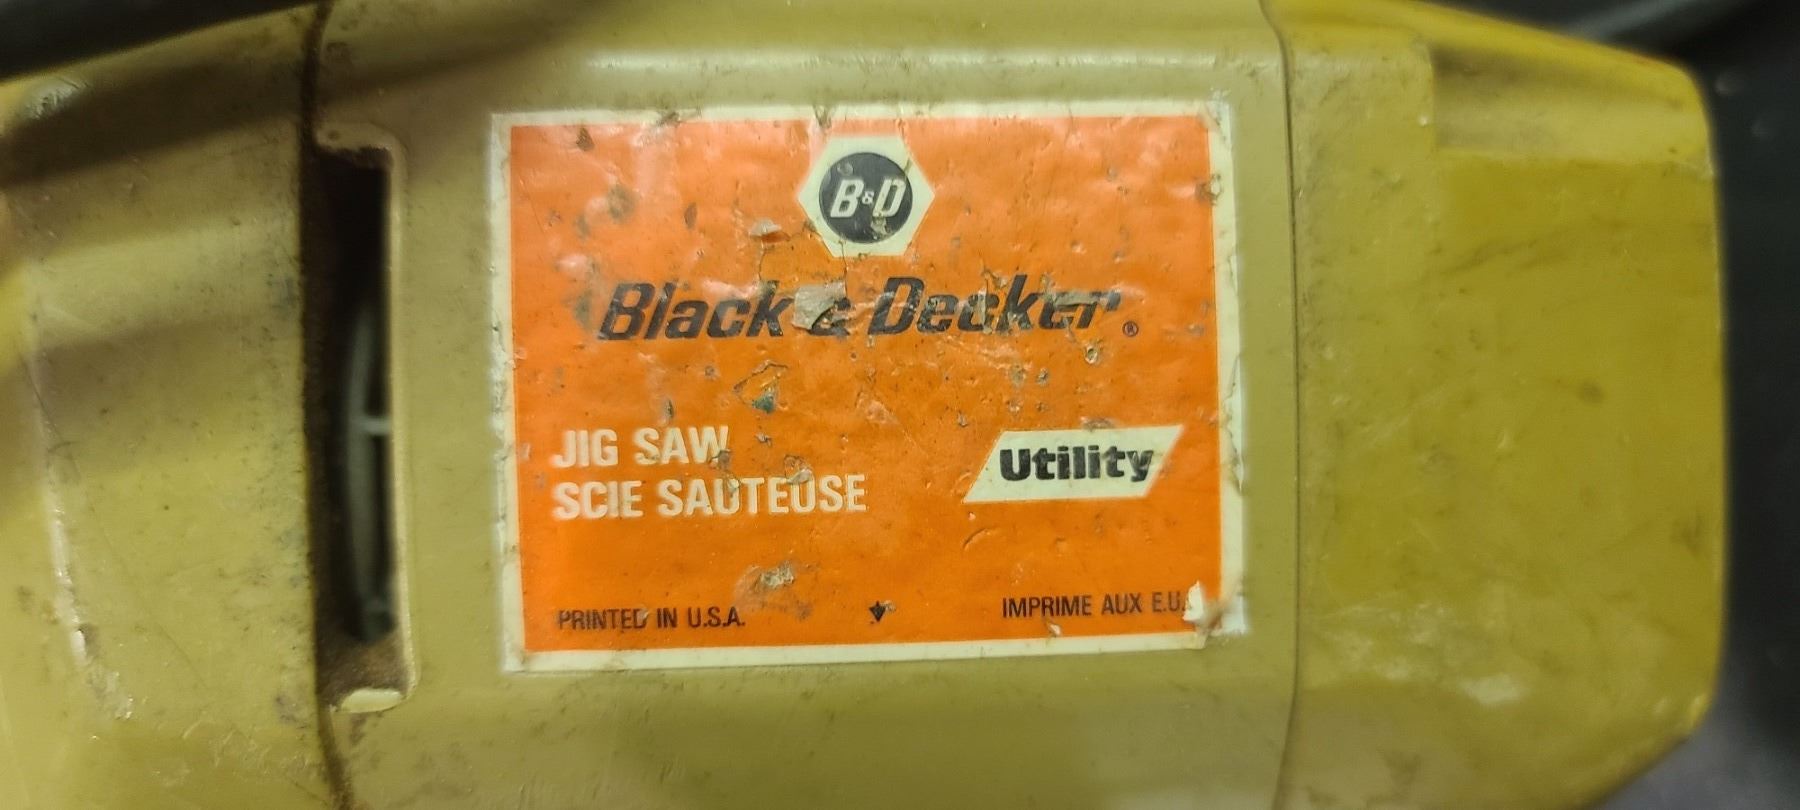 B&D
Black & Decker®
JIG SAW
SCIE SAUTEUSE
Utility
PRINTED IN U.S.A.
IMPRIME AUX E.U.